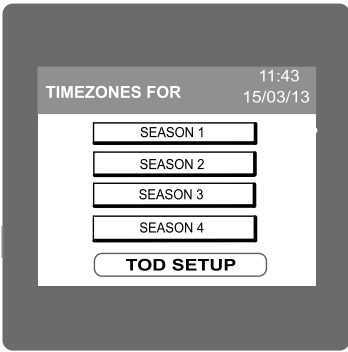 11:43
TIMEZONES FOR 15/03/13
SEASON 1
SEASON 2
SEASON 3
SEASON 4
TOD SETUP